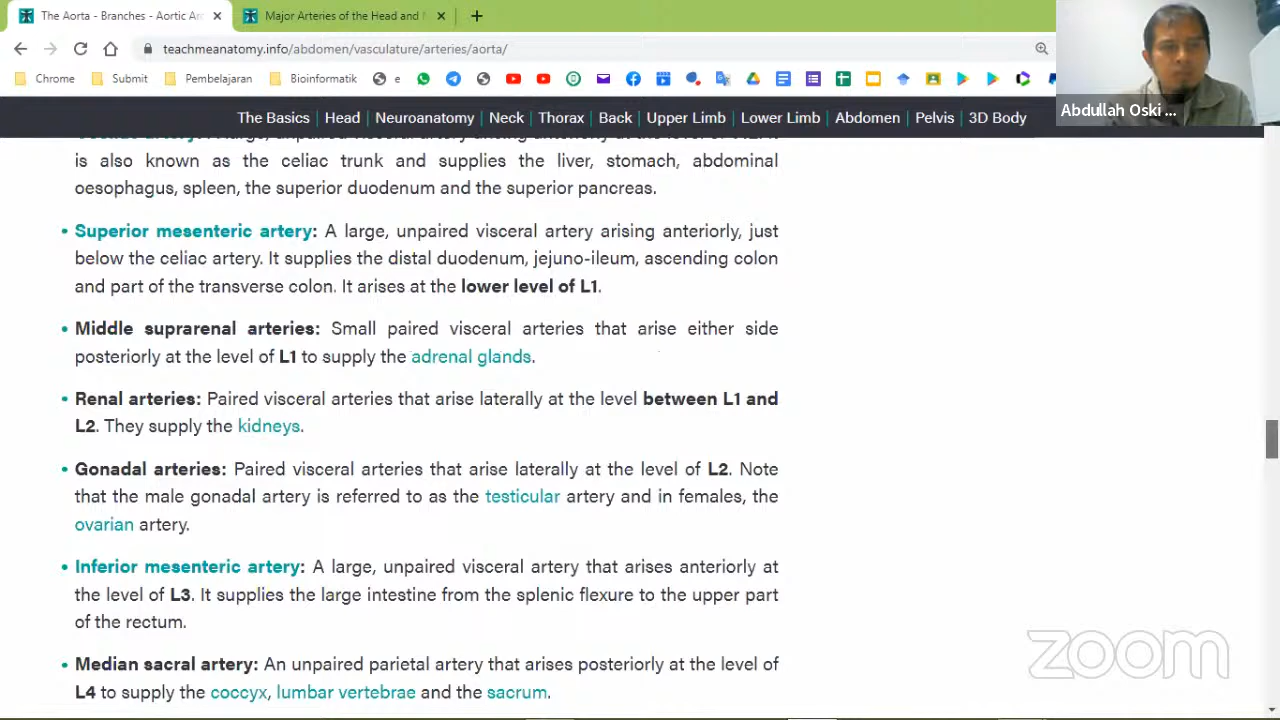 The Aorta - Branches - Aortic Ar
Major Arteries of the Head and N
teachmeanatomy.info/abdomen/vasculature/arteries/aorta/
Chrome
Submit
Pembelajaran
Bioinformatik
e
Abdullah Oski ...
The Basics | Head | Neuroanatomy | Neck | Thorax | Back | Upper Limb | Lower Limb | Abdomen | Pelvis | 3D Body
is also known as the celiac trunk and supplies the liver, stomach, abdominal
oesophagus, spleen, the superior duodenum and the superior pancreas.
• Superior mesenteric artery: A large, unpaired visceral artery arising anteriorly, just
below the celiac artery. It supplies the distal duodenum, jejuno-ileum, ascending colon
and part of the transverse colon. It arises at the lower level of L1.
• Middle suprarenal arteries: Small paired visceral arteries that arise either side
posteriorly at the level of L1 to supply the adrenal glands.
• Renal arteries: Paired visceral arteries that arise laterally at the level between L1 and
L2. They supply the kidneys.
• Gonadal arteries: Paired visceral arteries that arise laterally at the level of L2. Note
that the male gonadal artery is referred to as the testicular artery and in females, the
ovarian artery.
• Inferior mesenteric artery: A large, unpaired visceral artery that arises anteriorly at
the level of L3. It supplies the large intestine from the splenic flexure to the upper part
of the rectum.
• Median sacral artery: An unpaired parietal artery that arises posteriorly at the level of
L4 to supply the coccyx, lumbar vertebrae and the sacrum.
zoom